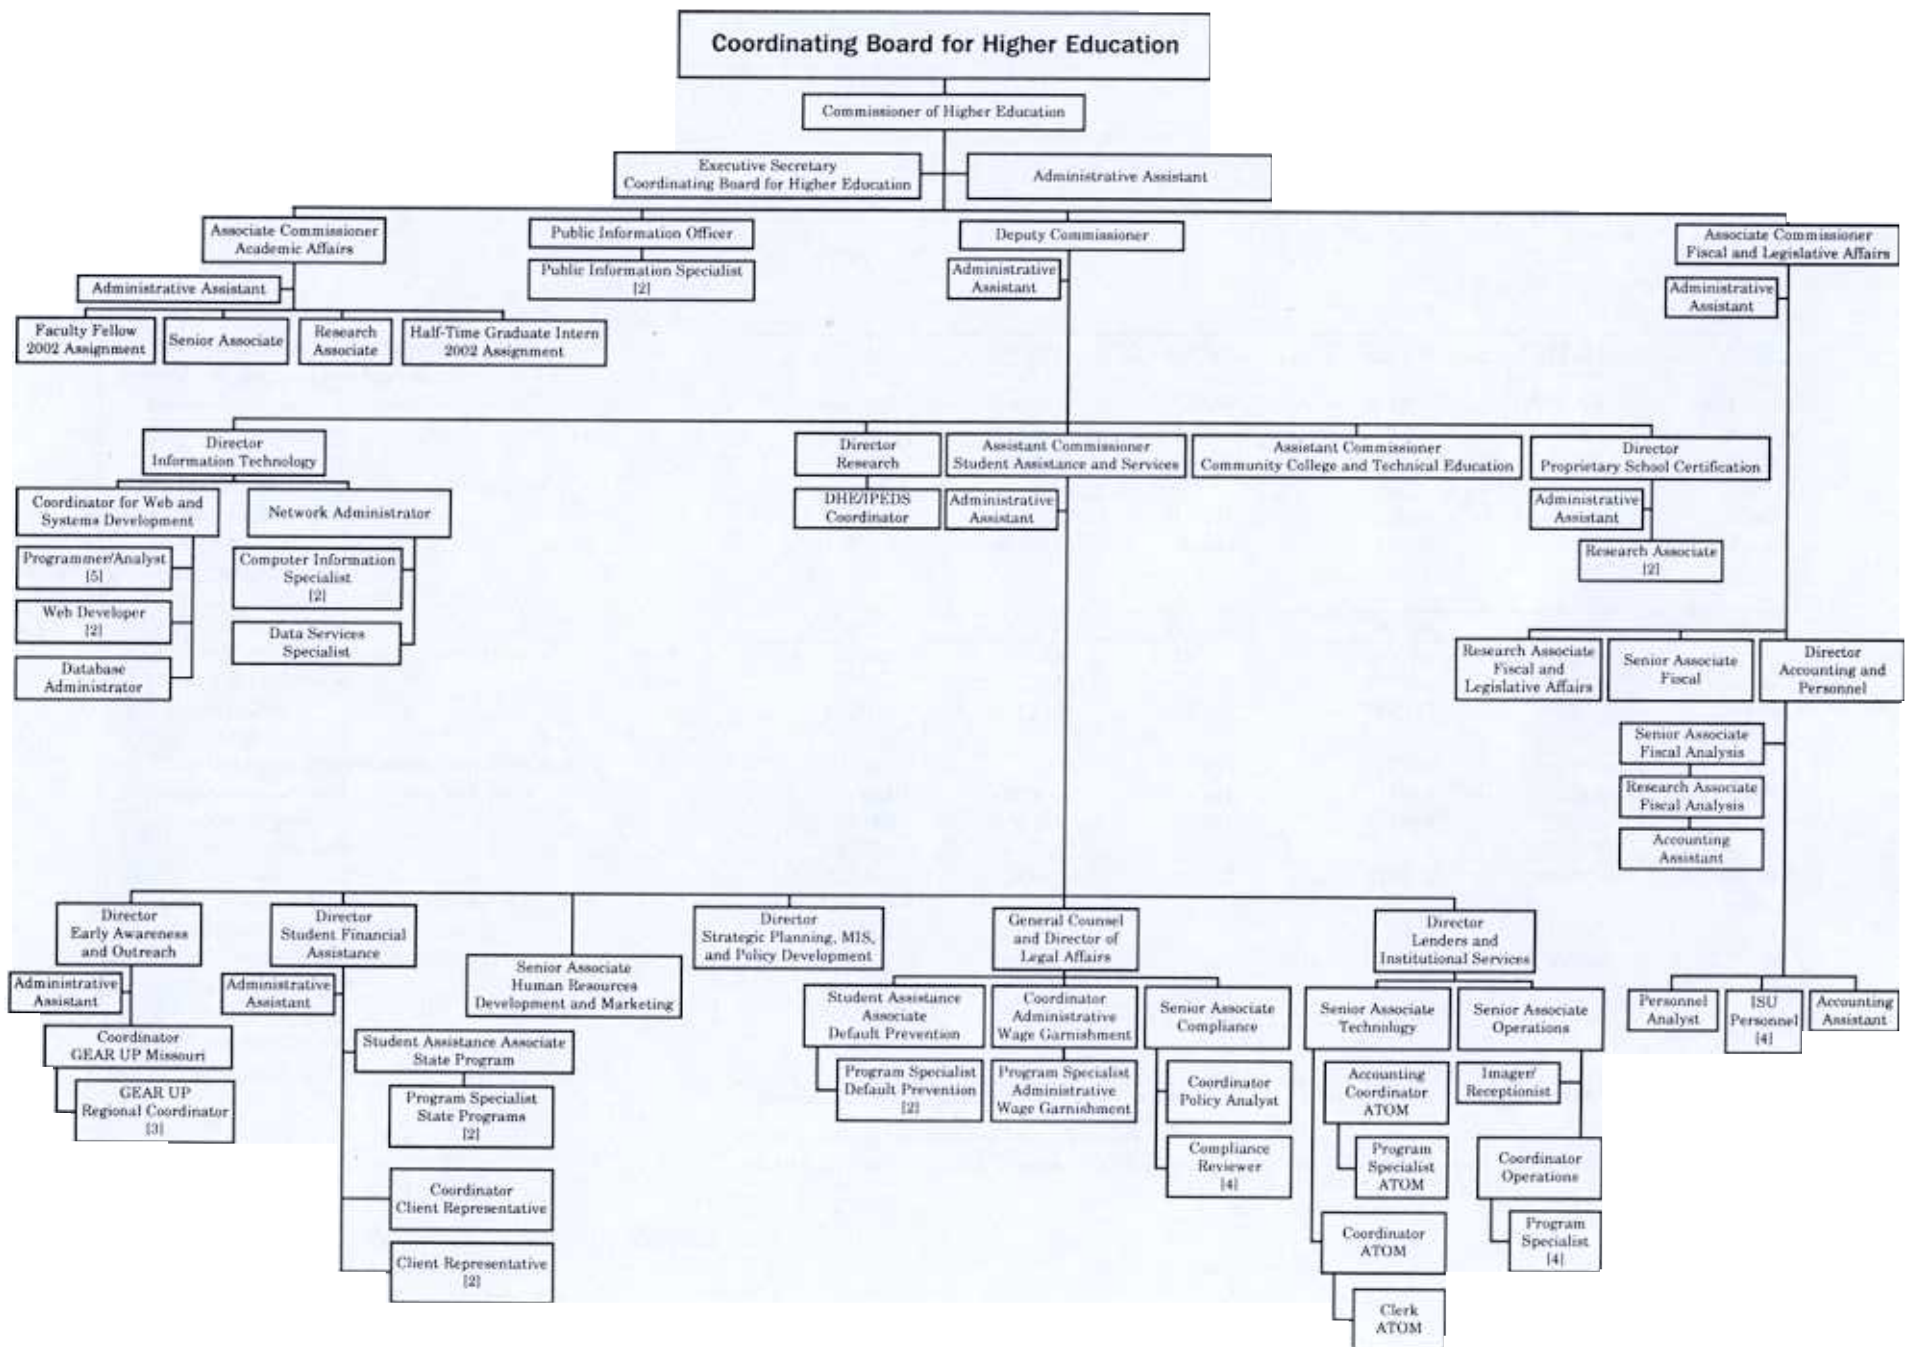 Coordinating Board for Higher Education
Commissioner of Higher Education
Executive Secretary
Coordinating Board for Higher Education
Administrative Assistant
Associate Commissioner
Academic Affairs
Public Information Officer
Deputy Commissioner
Associate Commissioner
Fiscal and Legislative Affairs
Administrative Assistant
Public Information Specialist
[2]
Administrative
Assistant
Administrative
Assistant
Faculty Fellow
2002 Assignment
Senior Associate
Research
Associate
Half-Time Graduate Intern
2002 Assignment
Director
Information Technology
Director
Research
Assistant Commissioner
Student Assistance and Services
Assistant Commissioner
Community College and Technical Education
Director
Proprietary School Certification
Coordinator for Web and
Systems Development
Network Administrator
DHE/IPEDS
Coordinator
Administrative
Assistant
Administrative
Assistant
Programmer/Analyst
[5]
Computer Information
Specialist
[2]
Research Associate
[2]
Web Developer
[2]
Data Services
Specialist
Database
Administrator
Research Associate
Fiscal and
Legislative Affairs
Senior Associate
Fiscal
Director
Accounting and
Personnel
Senior Associate
Fiscal Analysis
Research Associate
Fiscal Analysis
Accounting
Assistant
Director
Early Awareness
and Outreach
Director
Student Financial
Assistance
Senior Associate
Human Resources
Development and Marketing
Director
Strategic Planning, MIS,
and Policy Development
General Counsel
and Director of
Legal Affairs
Director
Lenders and
Institutional Services
Administrative
Assistant
Administrative
Assistant
Student Assistance
Associate
Default Prevention
Coordinator
Administrative
Wage Garnishment
Senior Associate
Compliance
Senior Associate
Technology
Senior Associate
Operations
Personnel
Analyst
ISU
Personnel
[4]
Accounting
Assistant
Coordinator
GEAR UP Missouri
Student Assistance Associate
State Program
GEAR UP
Regional Coordinator
[3]
Program Specialist
State Programs
[2]
Program Specialist
Default Prevention
[2]
Program Specialist
Administrative
Wage Garnishment
Coordinator
Policy Analyst
Accounting
Coordinator
ATOM
Imager/
Receptionist
Compliance
Reviewer
[4]
Program
Specialist
ATOM
Coordinator
Operations
Coordinator
Client Representative
Coordinator
ATOM
Program
Specialist
[4]
Client Representative
[2]
Clerk
ATOM